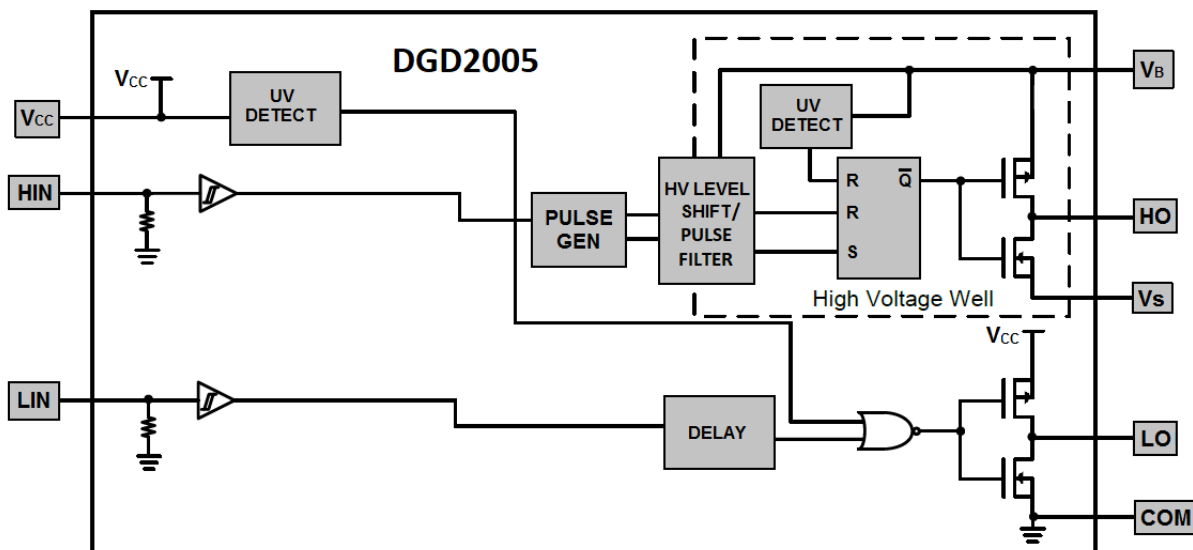 DGD2005
VCC
VCC
UV
DETECT
UV
DETECT
VB
HIN
PULSE
GEN
HV LEVEL
SHIFT/
PULSE
FILTER
R
Q̅
R
S
HO
High Voltage Well
Vs
VCC
LIN
DELAY
LO
COM